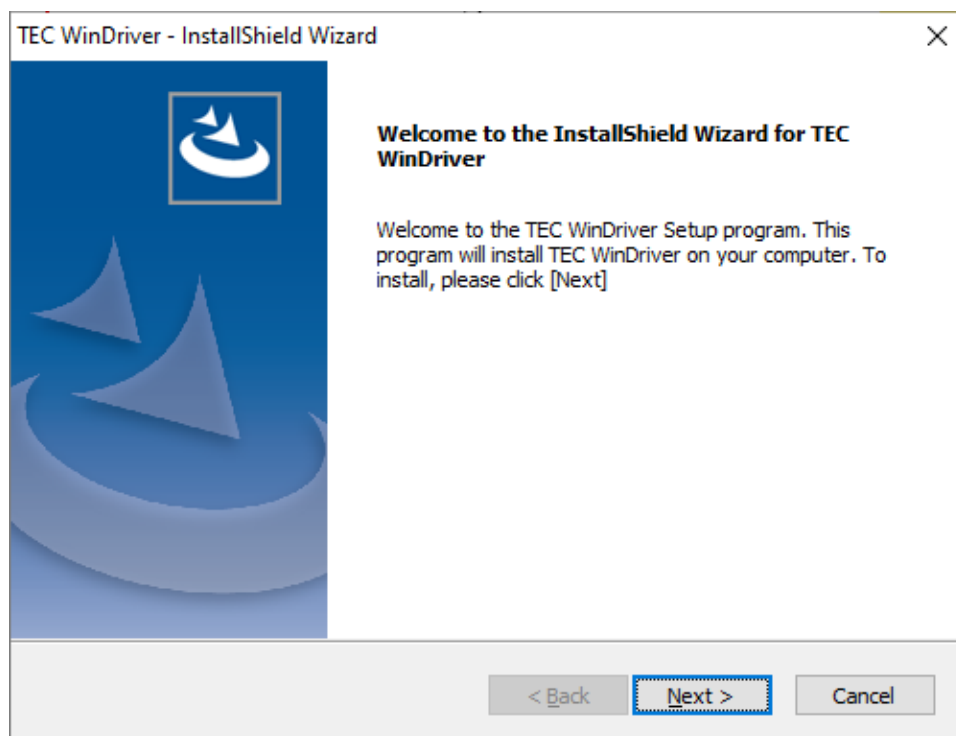 TEC WinDriver - InstallShield Wizard
Welcome to the InstallShield Wizard for TEC
WinDriver
Welcome to the TEC WinDriver Setup program. This
program will install TEC WinDriver on your computer. To
install, please click [Next]
< Back
Next >
Cancel